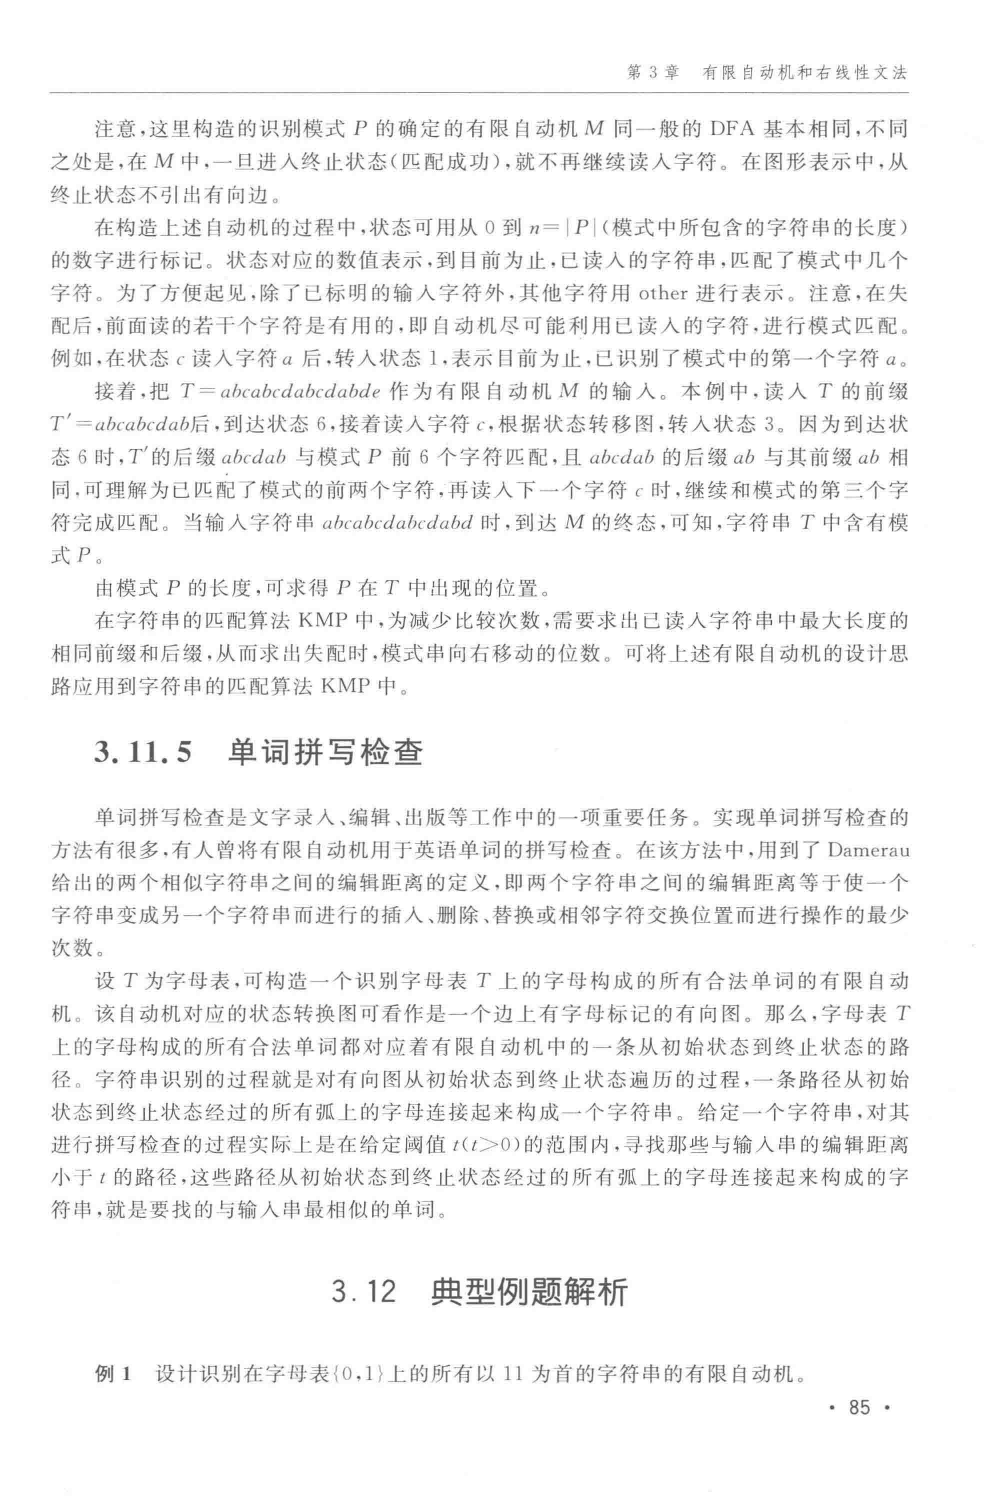 第3章 有限自动机和右线性文法
注意,这里构造的识别模式 P 的确定的有限自动机 M 同一般的 DFA 基本相同,不同
之处是,在 M 中,一旦进入终止状态(匹配成功),就不再继续读入字符。在图形表示中,从
终止状态不引出有向边。
在构造上述自动机的过程中,状态可用从 0 到 n=|P|(模式中所包含的字符串的长度)
的数字进行标记。状态对应的数值表示,到目前为止,已读入的字符串,匹配了模式中几个
字符。为了方便起见,除了已标明的输入字符外,其他字符用 other 进行表示。注意,在失
配后,前面读的若干个字符是有用的,即自动机尽可能利用已读入的字符,进行模式匹配。
例如,在状态 c 读入字符 a 后,转入状态 1,表示目前为止,已识别了模式中的第一个字符 a。
接着,把 T=abcabcdabcdabde 作为有限自动机 M 的输入。本例中,读入 T 的前缀
T′=abcabcdab后,到达状态 6,接着读入字符 c,根据状态转移图,转入状态 3。因为到达状
态 6 时,T′的后缀 abcdab 与模式 P 前 6 个字符匹配,且 abcdab 的后缀 ab 与其前缀 ab 相
同,可理解为已匹配了模式的前两个字符,再读入下一个字符 c 时,继续和模式的第三个字
符完成匹配。当输入字符串 abcabcdabcdabd 时,到达 M 的终态,可知,字符串 T 中含有模
式 P。
由模式 P 的长度,可求得 P 在 T 中出现的位置。
在字符串的匹配算法 KMP 中,为减少比较次数,需要求出已读入字符串中最大长度的
相同前缀和后缀,从而求出失配时,模式串向右移动的位数。可将上述有限自动机的设计思
路应用到字符串的匹配算法 KMP 中。
3.11.5 单词拼写检查
单词拼写检查是文字录入、编辑、出版等工作中的一项重要任务。实现单词拼写检查的
方法有很多,有人曾将有限自动机用于英语单词的拼写检查。在该方法中,用到了 Damerau
给出的两个相似字符串之间的编辑距离的定义,即两个字符串之间的编辑距离等于使一个
字符串变成另一个字符串而进行的插入、删除、替换或相邻字符交换位置而进行操作的最少
次数。
设 T 为字母表,可构造一个识别字母表 T 上的字母构成的所有合法单词的有限自动
机。该自动机对应的状态转换图可看作是一个边上有字母标记的有向图。那么,字母表 T
上的字母构成的所有合法单词都对应着有限自动机中的一条从初始状态到终止状态的路
径。字符串识别的过程就是对有向图从初始状态到终止状态遍历的过程,一条路径从初始
状态到终止状态经过的所有弧上的字母连接起来构成一个字符串。给定一个字符串,对其
进行拼写检查的过程实际上是在给定阈值 t(t>0)的范围内,寻找那些与输入串的编辑距离
小于 t 的路径,这些路径从初始状态到终止状态经过的所有弧上的字母连接起来构成的字
符串,就是要找的与输入串最相似的单词。
3.12 典型例题解析
例 1 设计识别在字母表{0,1}上的所有以 11 为首的字符串的有限自动机。
• 85 •